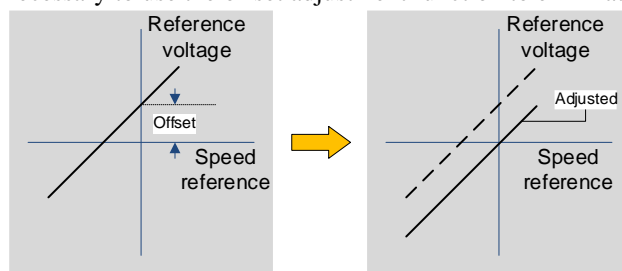 Reference
voltage
Offset
Speed
reference
Reference
voltage
Adjusted
Speed
reference